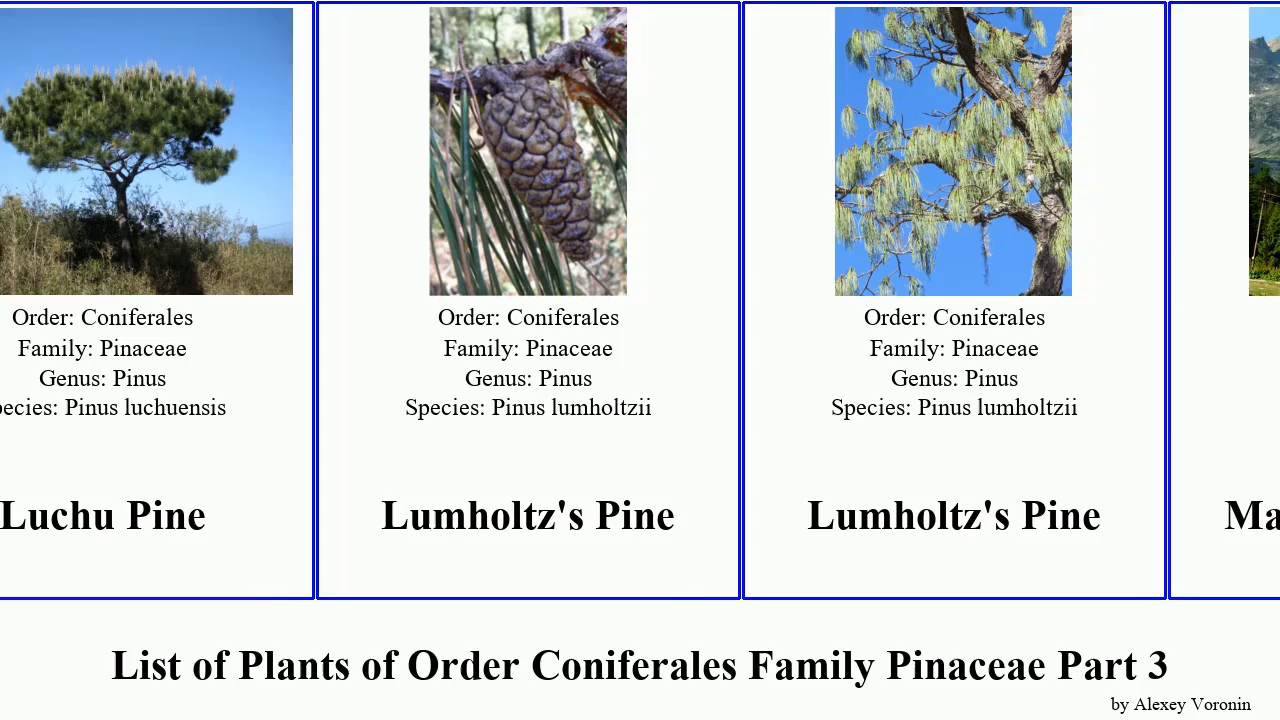 Order: Coniferales
Family: Pinaceae
Genus: Pinus
ecies: Pinus luchuensis
Luchu Pine
Order: Coniferales
Family: Pinaceae
Genus: Pinus
Species: Pinus lumholtzii
Lumholtz's Pine
Order: Coniferales
Family: Pinaceae
Genus: Pinus
Species: Pinus lumholtzii
Lumholtz's Pine
Ma
List of Plants of Order Coniferales Family Pinaceae Part 3
by Alexey Voronin